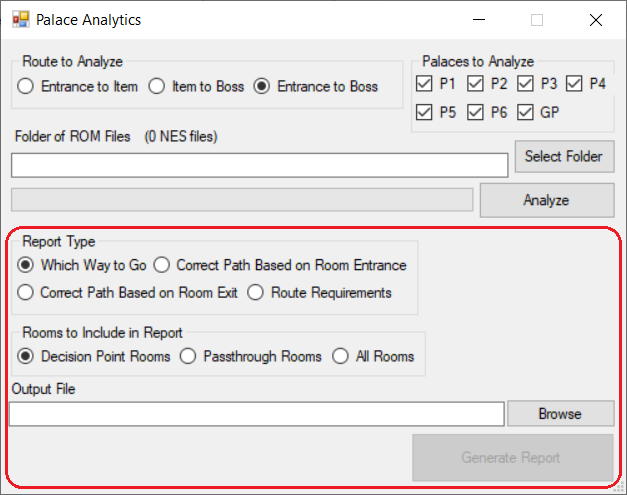 Palace Analytics
Route to Analyze
Entrance to Item Item to Boss Entrance to Boss
Palaces to Analyze
P1 P2 P3 P4
P5 P6 GP
Folder of ROM Files (0 NES files)
Select Folder
Analyze
Report Type
Which Way to Go Correct Path Based on Room Entrance
Correct Path Based on Room Exit Route Requirements
Rooms to Include in Report
Decision Point Rooms Passthrough Rooms All Rooms
Output File
Browse
Generate Report